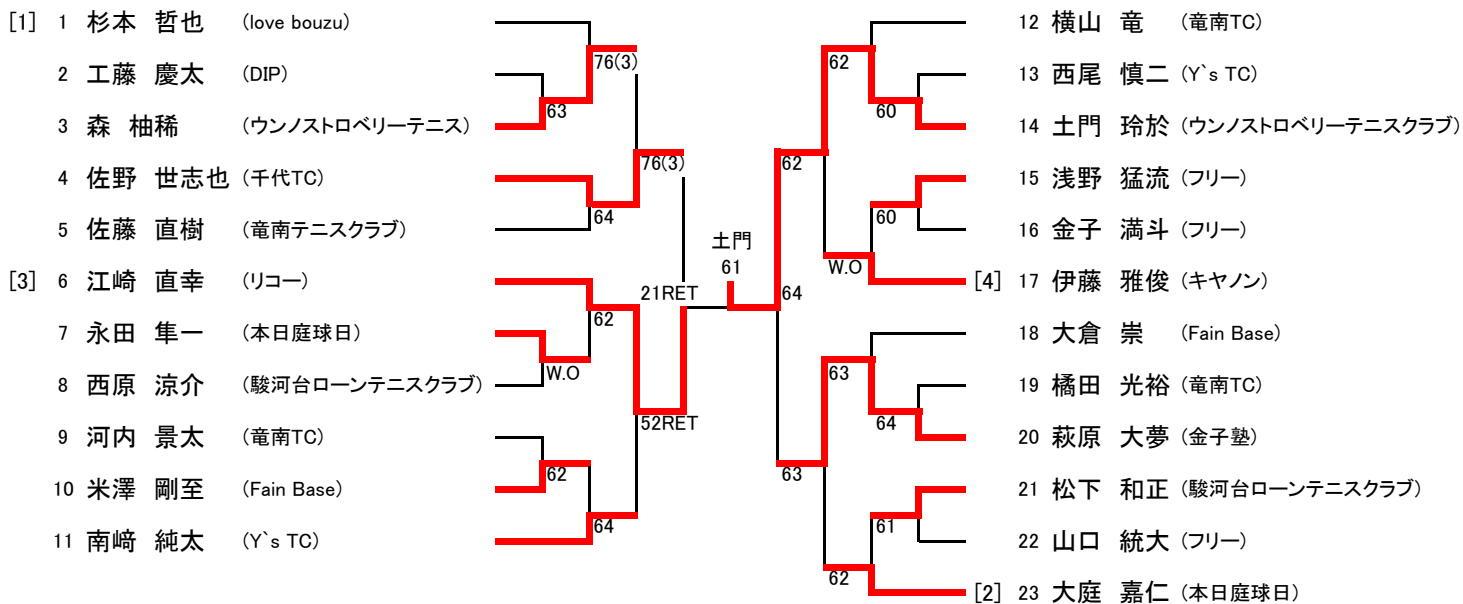 [1] 1 杉本 哲也 (love bouzu)
76(3)
2 工藤 慶太 (DIP)
63
3 森 柚稀 (ウンノストロベリーテニス)
76(3)
4 佐野 世志也 (千代TC)
64
5 佐藤 直樹 (竜南テニスクラブ)
[3] 6 江崎 直幸 (リコー)
21RET
62
7 永田 隼一 (本日庭球日)
W.O
8 西原 涼介 (駿河台ローンテニスクラブ)
52RET
9 河内 景太 (竜南TC)
62
10 米澤 剛至 (Fain Base)
64
11 南﨑 純太 (Y`s TC)
土門
61
12 横山 竜 (竜南TC)
62
13 西尾 慎二 (Y`s TC)
60
14 土門 玲於 (ウンノストロベリーテニスクラブ)
62
15 浅野 猛流 (フリー)
60
16 金子 満斗 (フリー)
W.O
[4] 17 伊藤 雅俊 (キヤノン)
64
18 大倉 崇 (Fain Base)
63
19 橘田 光裕 (竜南TC)
64
20 萩原 大夢 (金子塾)
63
21 松下 和正 (駿河台ローンテニスクラブ)
61
22 山口 統大 (フリー)
62
[2] 23 大庭 嘉仁 (本日庭球日)